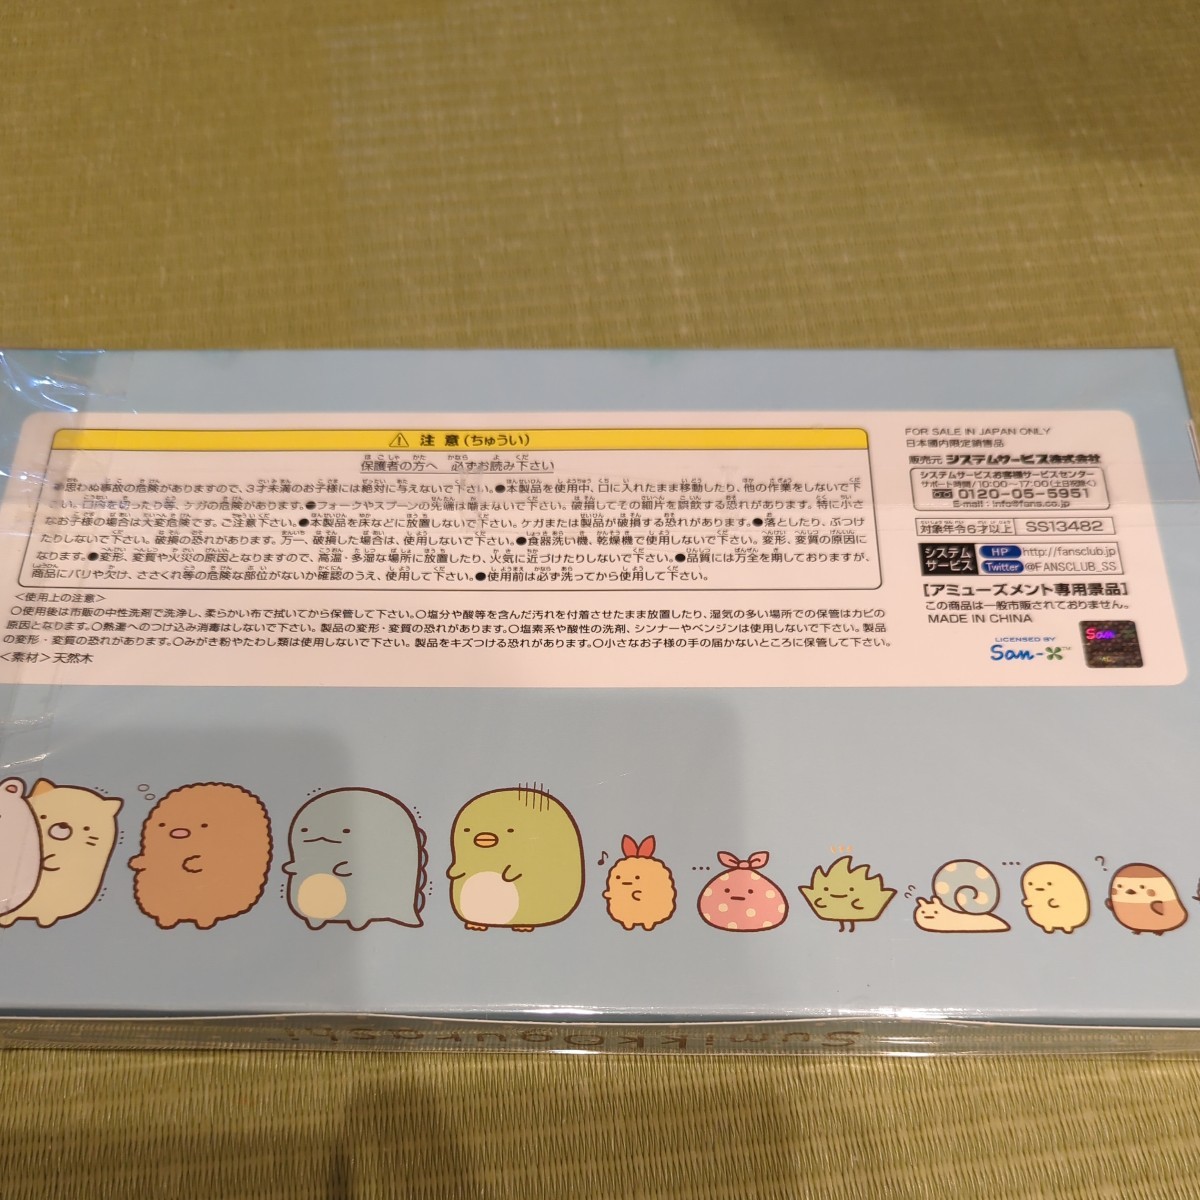 ⚠ 注意(ちゅうい)
保護者の方へ 必ずお読み下さい
●思わぬ事故の危険がありますので、3才未満のお子様には絶対に与えないで下さい。●本製品を使用中、口に入れたまま移動したり、他の作業をしないで下
さい。口内を切ったり等、ケガの危険があります。●フォークやスプーンの先端は噛まないで下さい。破損してその細片を誤飲する恐れがあります。特に小さ
なお子様の場合は大変危険です。ご注意下さい。●本製品を床などに放置しないで下さい。ケガまたは製品が破損する恐れがあります。●落としたり、ぶつけ
たりしないで下さい。破損の恐れがあります。万一、破損した場合は、使用しないで下さい。●食器洗い機、乾燥機で使用しないで下さい。変形、変質の原因に
なります。●変形、変質や火災の原因となりますので、高温・多湿な場所に放置したり、火気に近づけたりしないで下さい。●品質には万全を期しておりますが、
商品にバリや欠け、ささくれ等の危険な部位がないか確認のうえ、使用して下さい。●使用前は必ず洗ってから使用して下さい。
<使用上の注意>
○使用後は市販の中性洗剤で洗浄し、柔らかい布で拭いてから保管して下さい。○塩分や酸等を含んだ汚れを付着させたまま放置したり、湿気の多い場所での保管はカビの
原因となります。○熱湯へのつけ込み消毒はしないで下さい。製品の変形・変質の恐れがあります。○塩素系や酸性の洗剤、シンナーやベンジンは使用しないで下さい。製品
の変形・変質の恐れがあります。○みがき粉やたわし類は使用しないで下さい。製品をキズつける恐れがあります。○小さなお子様の手の届かないところに保管して下さい。
<素材>天然木
FOR SALE IN JAPAN ONLY
日本国内限定販売品
販売元 システムサービス株式会社
システムサービスお客様サービスセンター
サポート時間/10:00~17:00(土日祝除く)
0120-05-5951
E-mail:info@fans.co.jp
対象年令6才以上 SS13482
システム
サービス
HP http://fansclub.jp
Twitter @FANSCLUB_SS
[アミューズメント専用景品]
この商品は一般市販されておりません。
MADE IN CHINA
LICENSED BY
San-X™
San
Sumikkogurashi